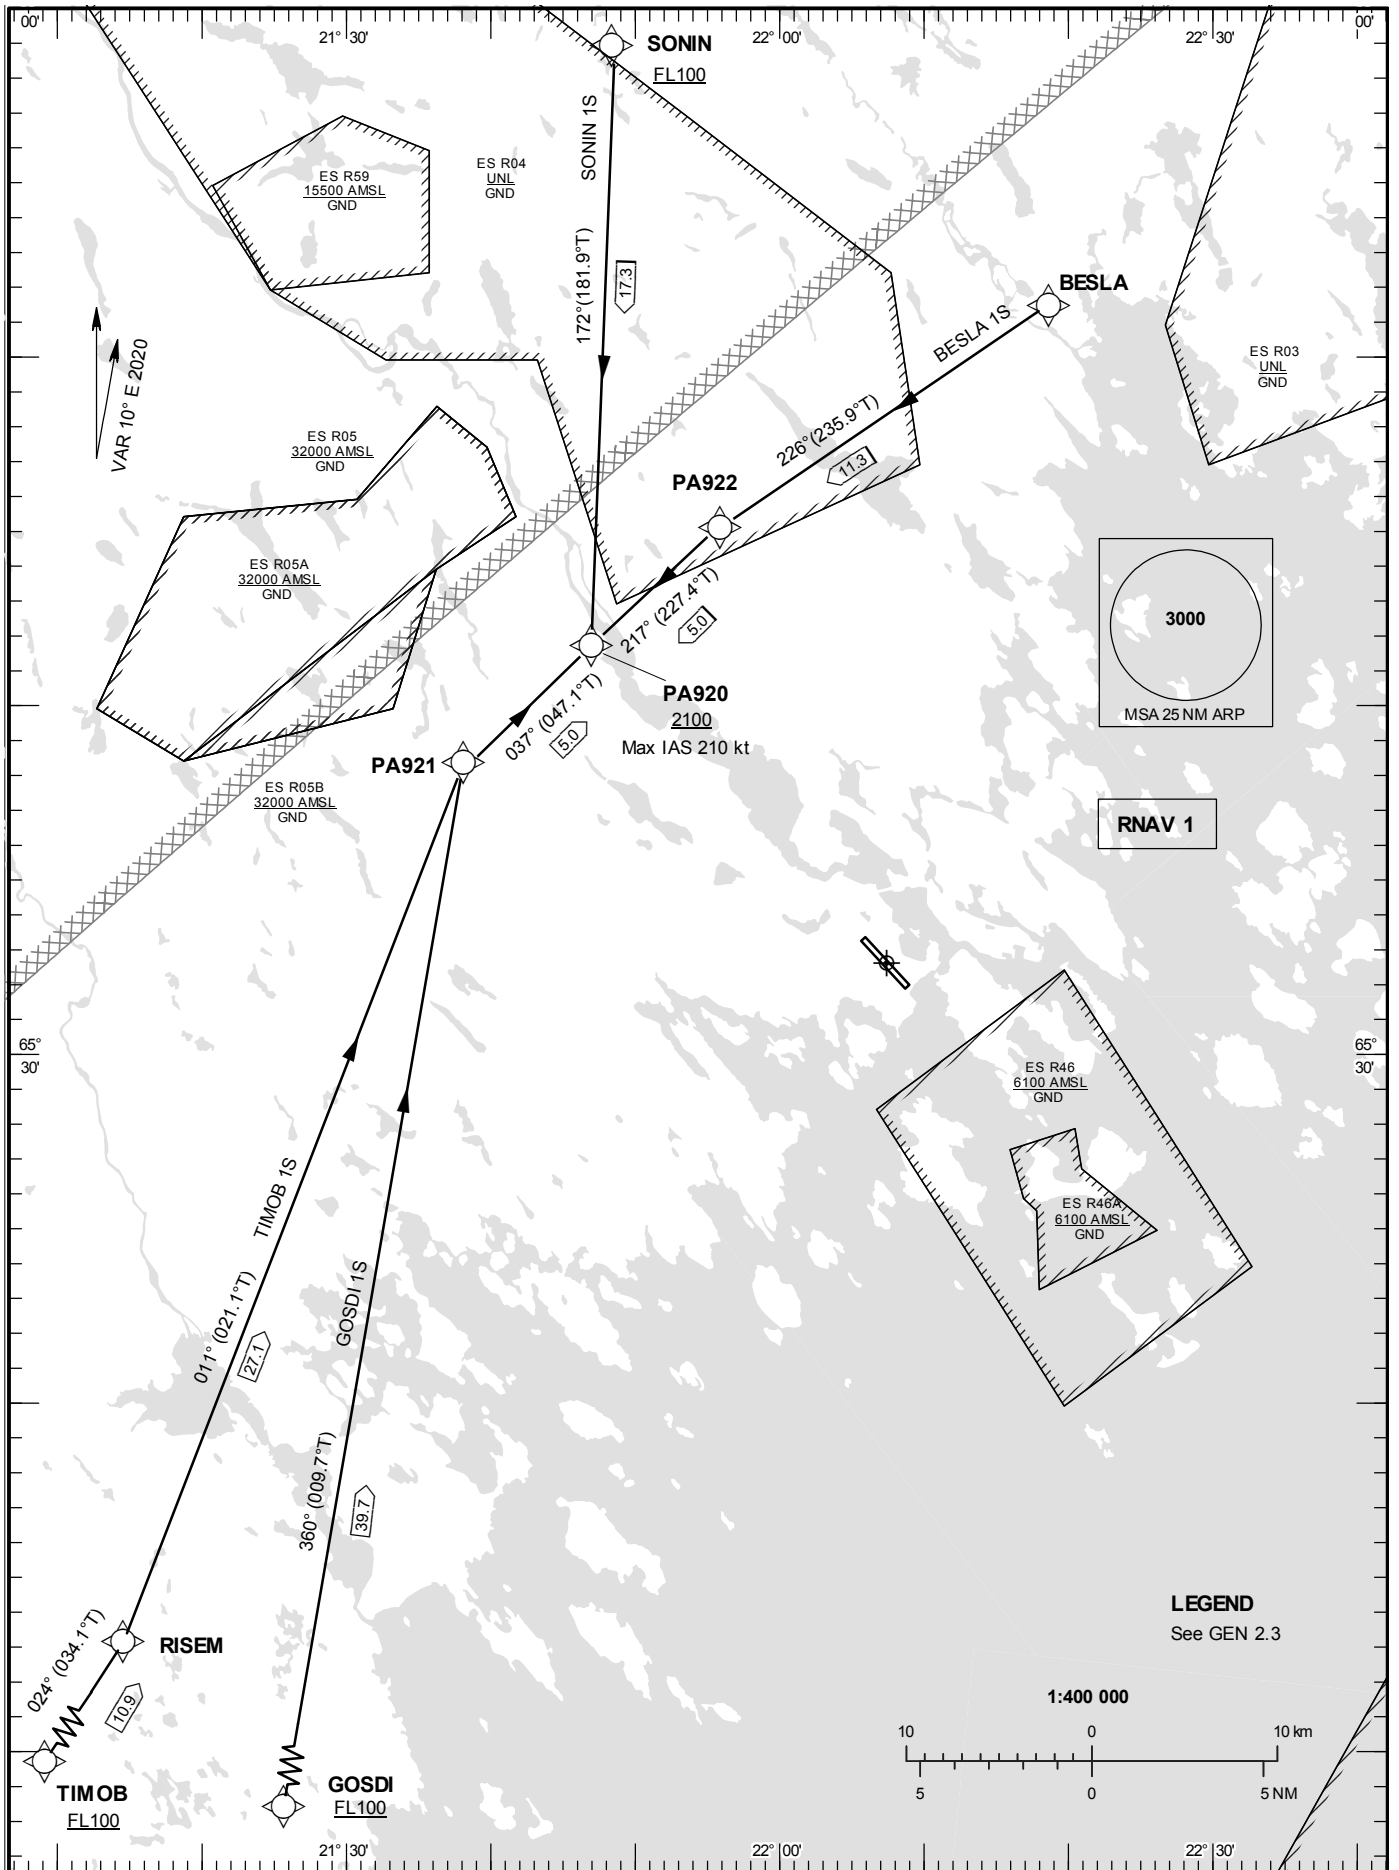 00'
21° 30'
22° 00'
22° 30'
00'
SONIN
FL100
SONIN 1S
172°(181.9°T)
17.3
ES R59
15500 AMSL
GND
ES R04
UNL
GND
BESLA
BESLA 1S
226°(235.9°T)
11.3
ES R03
UNL
GND
VAR 10° E 2020
ES R05
32000 AMSL
GND
PA922
ES R05A
32000 AMSL
GND
217° (227.4°T)
5.0
3000
MSA 25 NM ARP
PA920
2100
Max IAS 210 kt
037° (047.1°T)
5.0
PA921
ES R05B
32000 AMSL
GND
RNAV 1
65°
30'
65°
30'
ES R46
6100 AMSL
GND
ES R46A
6100 AMSL
GND
TIMOB 1S
011° (021.1°T)
27.1
GOSDI 1S
360° (009.7°T)
39.7
RISEM
024° (034.1°T)
10.9
TIMOB
FL100
GOSDI
FL100
LEGEND
See GEN 2.3
1:400 000
10 0 10 km
5 0 5 NM
21° 30'
22° 00'
22° 30'